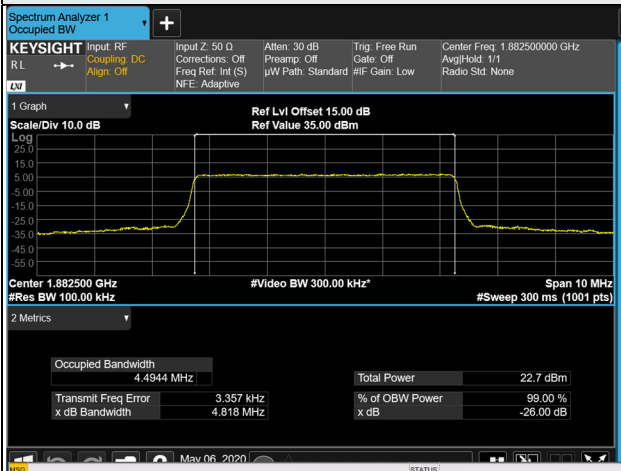 Spectrum Analyzer 1
Occupied BW
KEYSIGHT Input: RF Input Z: 50 Ω Atten: 30 dB Trig: Free Run Center Freq: 1.882500000 GHz
RL Coupling: DC Corrections: Off Preamp: Off Gate: Off Avg|Hold: 1/1
Align: Off Freq Ref: Int (S) µW Path: Standard #IF Gain: Low Radio Std: None
LXI NFE: Adaptive
1 Graph
Ref Lvl Offset 15.00 dB
Scale/Div 10.0 dB Ref Value 35.00 dBm
Log
25.0
15.0
5.00
-5.00
-15.0
-25.0
-35.0
-45.0
-55.0
Center 1.882500 GHz #Video BW 300.00 kHz* Span 10 MHz
#Res BW 100.00 kHz #Sweep 300 ms (1001 pts)
2 Metrics
Occupied Bandwidth
4.4944 MHz Total Power 22.7 dBm
Transmit Freq Error 3.357 kHz % of OBW Power 99.00 %
x dB Bandwidth 4.818 MHz x dB -26.00 dB
May 06, 2020
MSG STATUS